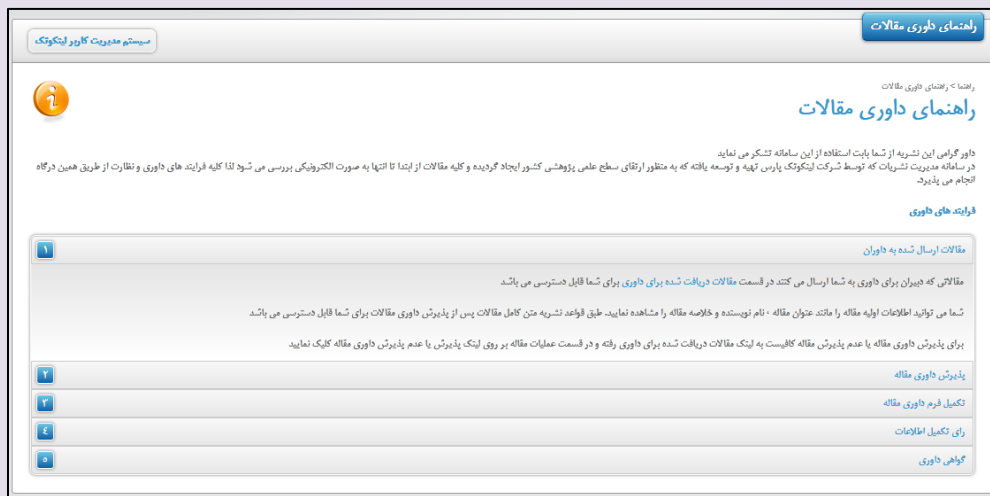 راهنمای داوری مقالات
سیستم مدیریت کاربر لینکوتک
راهنما > راهنمای داوری مقالات
راهنمای داوری مقالات
داور گرامی این نشریه از شما بابت استفاده از این سامانه تشکر می نماید
در سامانه مدیریت نشریات که توسط شرکت لینکوتک پارس تهیه و توسعه یافته که به منظور ارتقای سطح علمی پژوهشی کشور ایجاد گردیده و کلیه مقالات از ابتدا تا انتها به صورت الکترونیکی بررسی می شود لذا کلیه فرایند های داوری و نظارت از طریق همین درگاه
انجام می پذیرد.
فرایند های داوری
مقالات ارسال شده به داوران ۱
مقالاتی که دبیران برای داوری به شما ارسال می کنند در قسمت مقالات دریافت شده برای داوری برای شما قابل دسترسی می باشد
شما می توانید اطلاعات اولیه مقاله را مانند عنوان مقاله ، نام نویسنده و خلاصه مقاله را مشاهده نمایید. طبق قواعد نشریه متن کامل مقالات پس از پذیرش داوری مقالات برای شما قابل دسترسی می باشد
برای پذیرش داوری مقاله یا عدم پذیرش مقاله کافیست به لینک مقالات دریافت شده برای داوری رفته و در قسمت عملیات مقاله بر روی لینک پذیرش یا عدم پذیرش داوری مقاله کلیک نمایید
پذیرش داوری مقاله ۲
تکمیل فرم داوری مقاله ۳
رای تکمیل اطلاعات ٤
گواهی داوری ۵